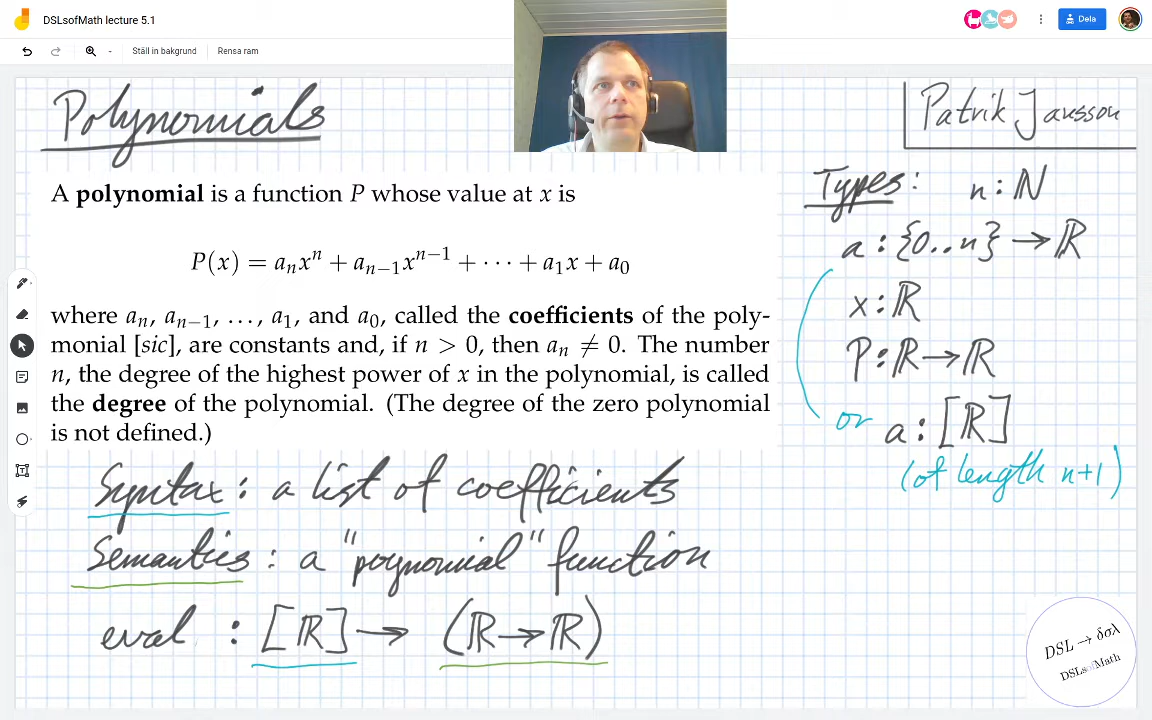 DSLsofMath lecture 5.1
Dela
Ställ in bakgrund
Rensa ram
Polynomials
Patrik Jansson
A polynomial is a function P whose value at x is
P(x) = aₙxⁿ + aₙ₋₁xⁿ⁻¹ + ⋯ + a₁x + a₀
where aₙ, aₙ₋₁, …, a₁, and a₀, called the coefficients of the poly-
monial [sic], are constants and, if n > 0, then aₙ ≠ 0. The number
n, the degree of the highest power of x in the polynomial, is called
the degree of the polynomial. (The degree of the zero polynomial
is not defined.)
Types: n : ℕ
a : {0..n} → ℝ
x : ℝ
P : ℝ → ℝ
or a : [ℝ]
(of length n+1)
Syntax : a list of coefficients
Semantics : a "polynomial" function
eval : [ℝ] → (ℝ → ℝ)
DSL → δσλ
DSLsofMath